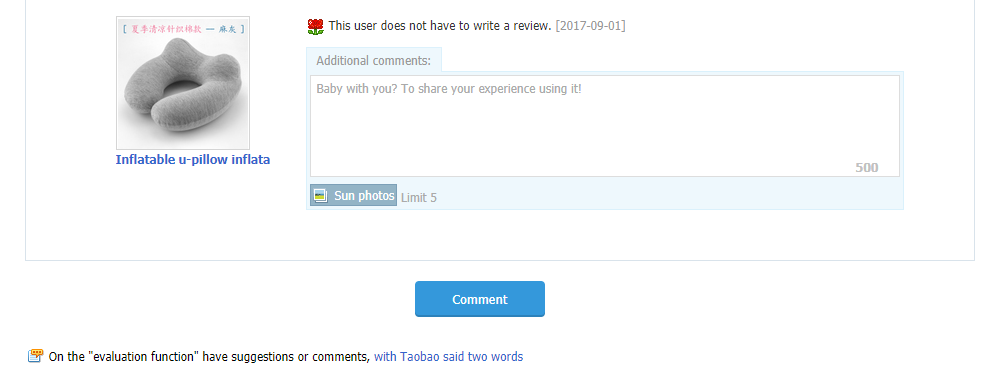 [ 夏季清凉针织棉款 — 麻灰 ]
Inflatable u-pillow inflata
This user does not have to write a review. [2017-09-01]
Additional comments:
Baby with you? To share your experience using it!
500
Sun photos Limit 5
Comment
On the "evaluation function" have suggestions or comments, with Taobao said two words